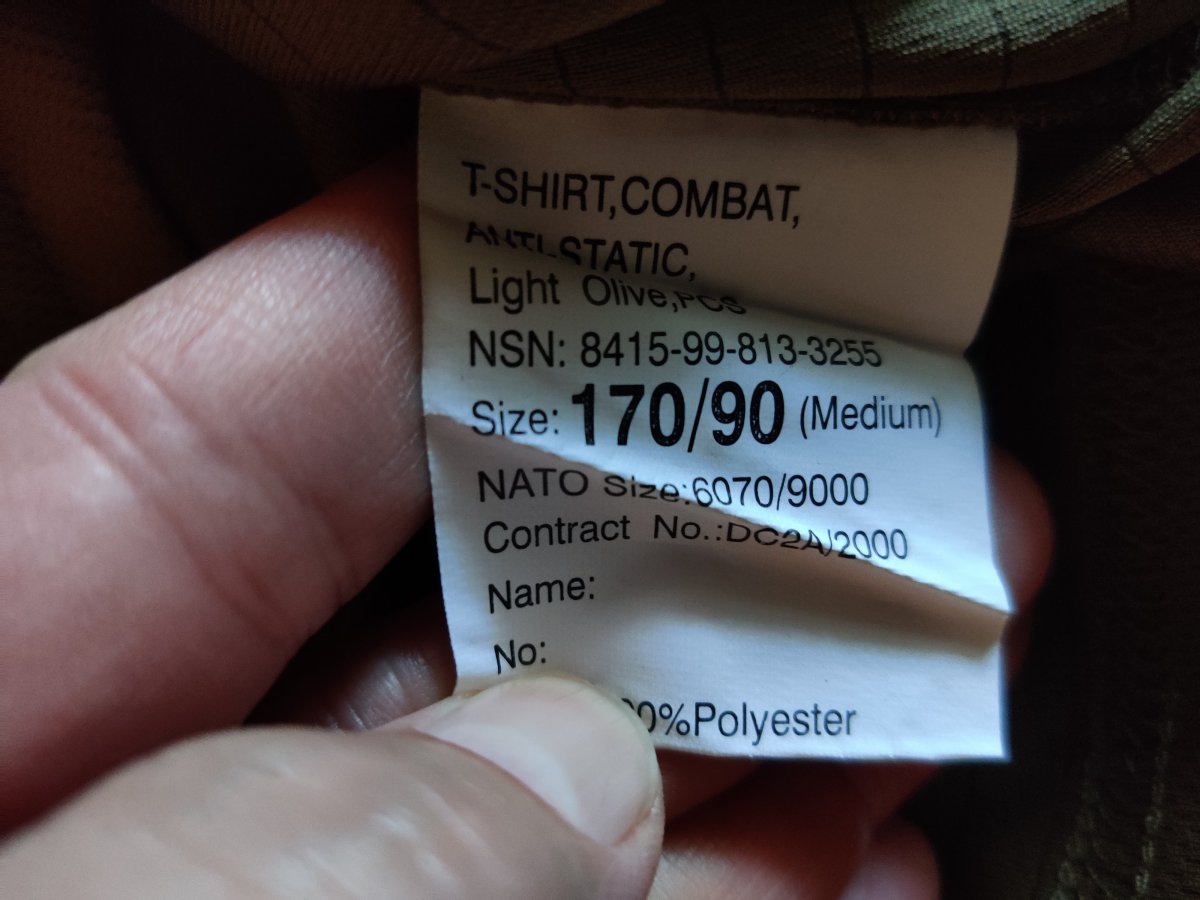 T-SHIRT,COMBAT,
ANTI-STATIC,
Light Olive,PCS
NSN: 8415-99-813-3255
Size: 170/90 (Medium)
NATO Size:6070/9000
Contract No.:DC2A/2000
Name:
No:
0%Polyester